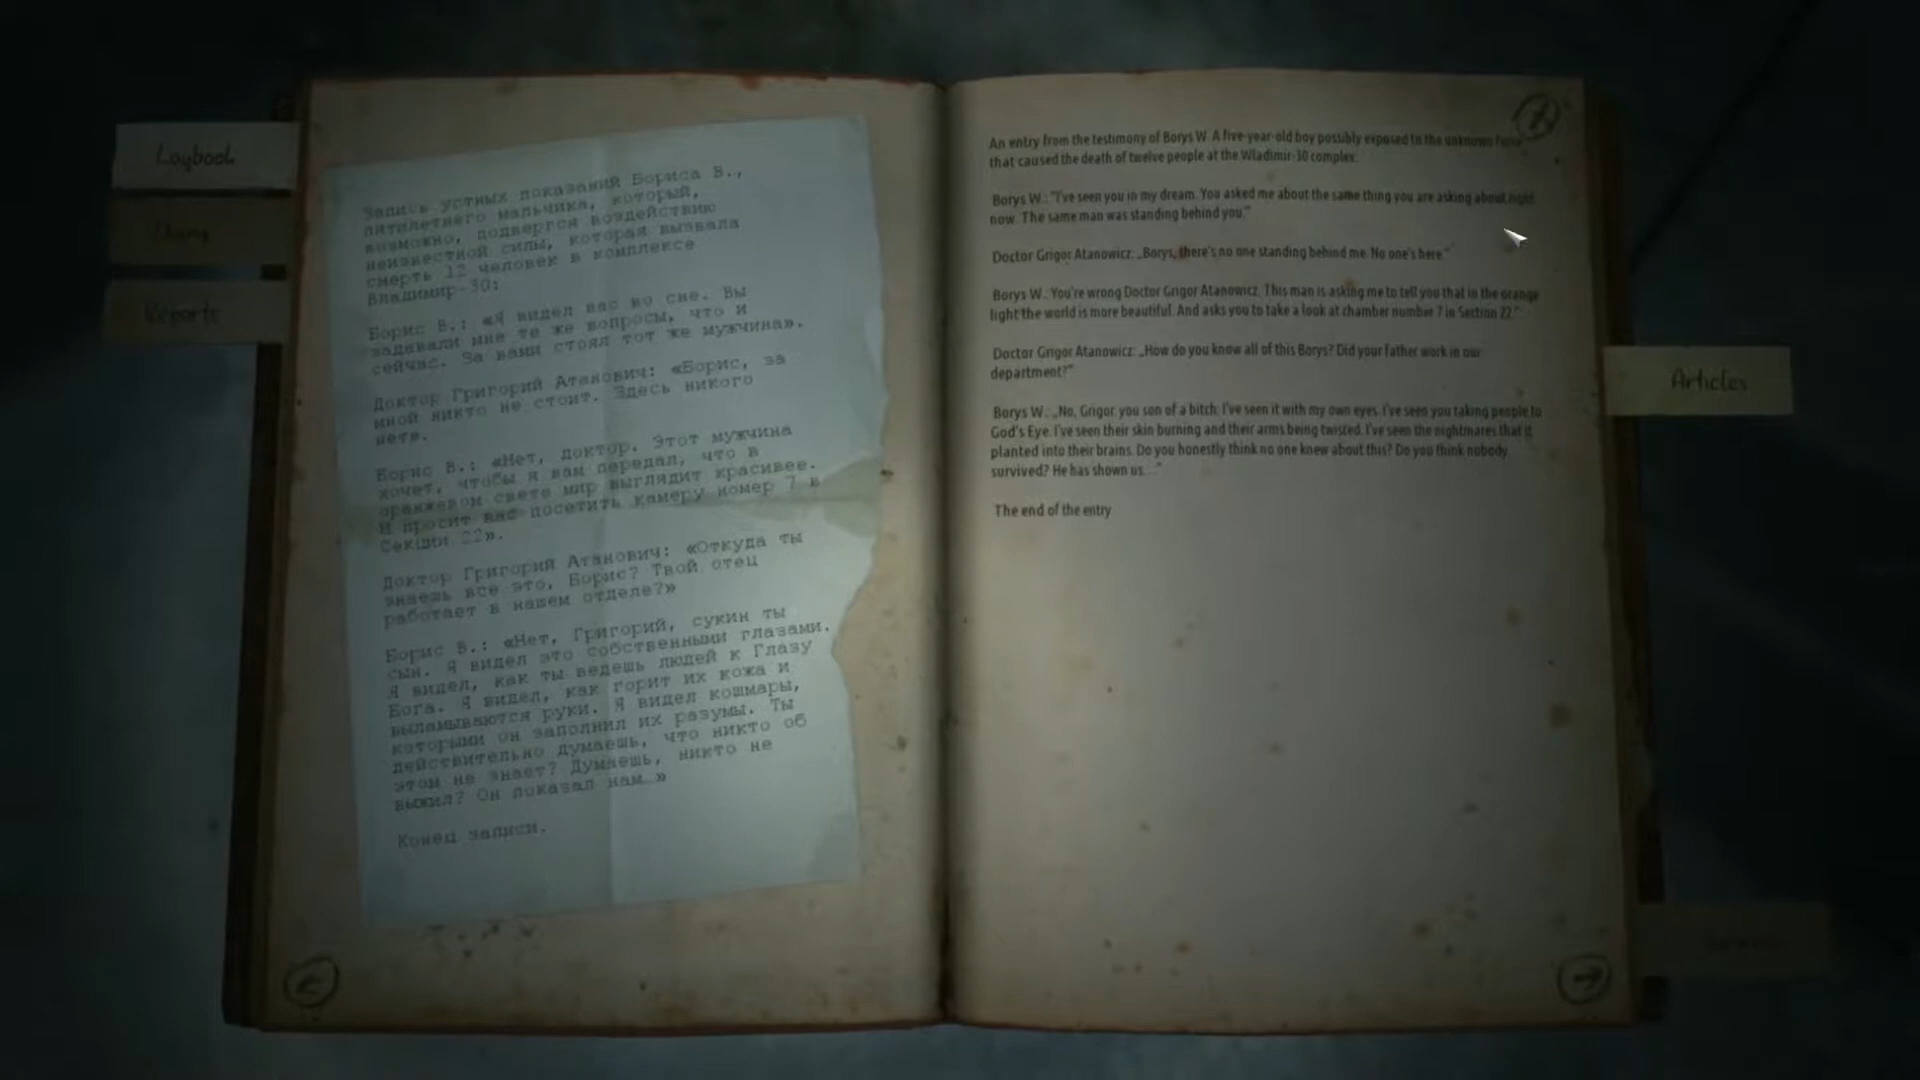 Logbook
Diary
Reports
Articles
Запись устных показаний Бориса В.,
пятилетнего мальчика, который,
возможно, подвергся воздействию
неизвестной силы, которая вызвала
смерть 12 человек в комплексе
Владимир-30:
Борис В.: «Я видел вас во сне. Вы
задавали мне те же вопросы, что и
сейчас. За вами стоял тот же мужчина».
Доктор Григорий Атанович: «Борис, за
мной никто не стоит. Здесь никого
нет».
Борис В.: «Нет, доктор. Этот мужчина
хочет, чтобы я вам передал, что в
оранжевом свете мир выглядит красивее.
И просит вас посетить камеру номер 7 в
Секции 22».
Доктор Григорий Атанович: «Откуда ты
знаешь все это, Борис? Твой отец
работает в нашем отделе?»
Борис В.: «Нет, Григорий, сукин ты
сын. Я видел это собственными глазами.
Я видел, как ты ведешь людей к Глазу
Бога. Я видел, как горит их кожа и
выламываются руки. Я видел кошмары,
которыми он заполнил их разумы. Ты
действительно думаешь, что никто об
этом не знает? Думаешь, никто не
выжил? Он показал нам…»
Конец записи.
An entry from the testimony of Borys W. A five-year-old boy possibly exposed to the unknown
that caused the death of twelve people at the Wladimir-30 complex:
Borys W.: "I've seen you in my dream. You asked me about the same thing you are asking about right
now. The same man was standing behind you."
Doctor Grigor Atanowicz: „Borys, there's no one standing behind me. No one's here."
Borys W.: You're wrong Doctor Grigor Atanowicz. This man is asking me to tell you that in the orange
light the world is more beautiful. And asks you to take a look at chamber number 7 in Section 22."
Doctor Grigor Atanowicz: „How do you know all of this Borys? Did your father work in our
department?"
Borys W.: „No, Grigor, you son of a bitch. I've seen it with my own eyes. I've seen you taking people to
God's Eye. I've seen their skin burning and their arms being twisted. I've seen the nightmares that it
planted into their brains. Do you honestly think no one knew about this? Do you think nobody
survived? He has shown us..."
The end of the entry